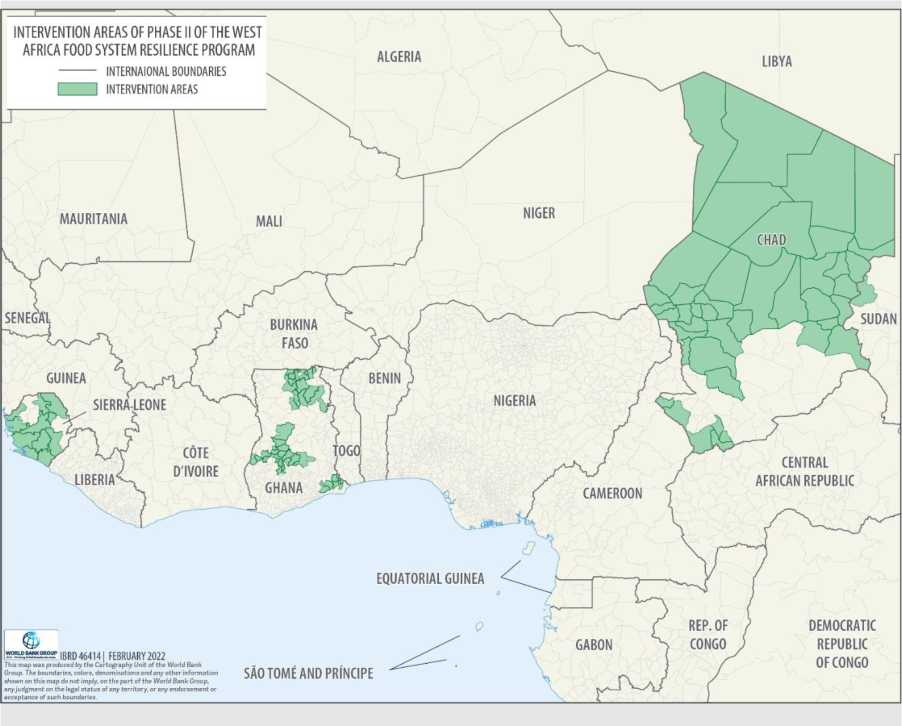 INTERVENTION AREAS OF PHASE II OF THE WEST
AFRICA FOOD SYSTEM RESILIENCE PROGRAM
INTERNAIONAL BOUNDARIES
INTERVENTION AREAS
ALGERIA
LIBYA
MAURITANIA
MALI
NIGER
CHAD
SENEGAL
SUDAN
BURKINA
FASO
GUINEA
BENIN
SIERRA LEONE
NIGERIA
CÔTE
D'IVOIRE
TOGO
LIBERIA
GHANA
CENTRAL
AFRICAN REPUBLIC
CAMEROON
EQUATORIAL GUINEA
GABON
REP. OF
CONGO
DEMOCRATIC
REPUBLIC
OF CONGO
SÃO TOMÉ AND PRÍNCIPE
WORLD BANK GROUP
IBRD 46414 | FEBRUARY 2022
This map was produced by the Cartography Unit of the World Bank
Group. The boundaries, colors, denominations and any other information
shown on this map do not imply, on the part of the World Bank Group,
any judgment on the legal status of any territory, or any endorsement or
acceptance of such boundaries.